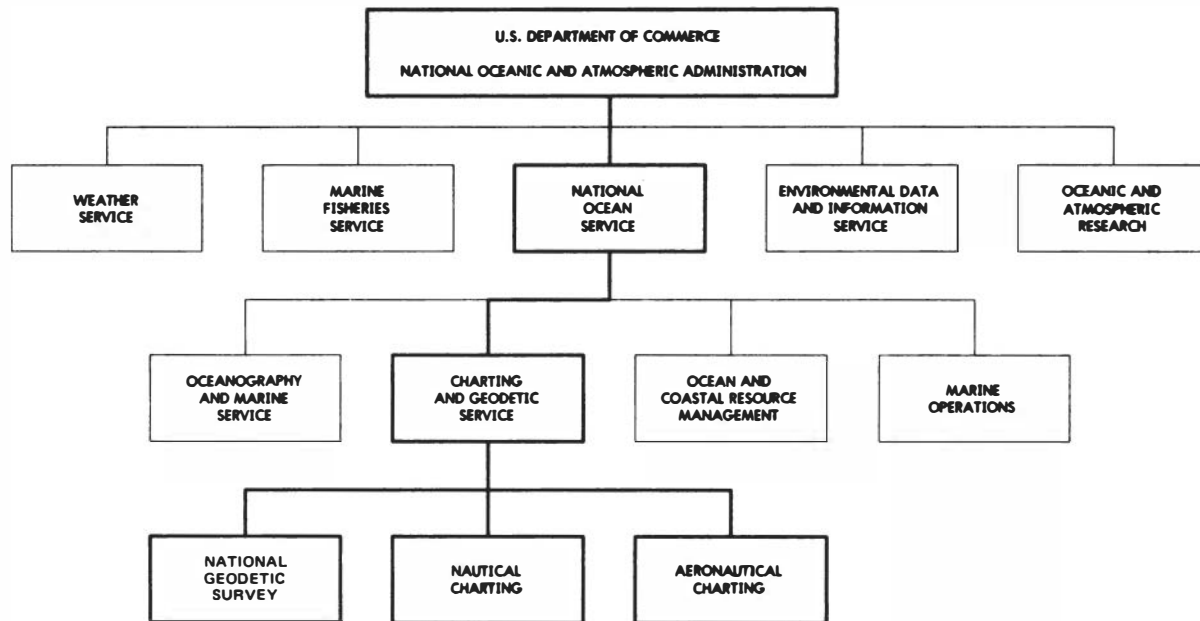 U.S. DEPARTMENT OF COMMERCE
NATIONAL OCEANIC AND ATMOSPHERIC ADMINISTRATION
WEATHER
SERVICE
MARINE
FISHERIES
SERVICE
NATIONAL
OCEAN
SERVICE
ENVIRONMENTAL DATA
AND INFORMATION
SERVICE
OCEANIC AND
ATMOSPHERIC
RESEARCH
OCEANOGRAPHY
AND MARINE
SERVICE
CHARTING
AND GEODETIC
SERVICE
OCEAN AND
COASTAL RESOURCE
MANAGEMENT
MARINE
OPERATIONS
NATIONAL
GEODETIC
SURVEY
NAUTICAL
CHARTING
AERONAUTICAL
CHARTING